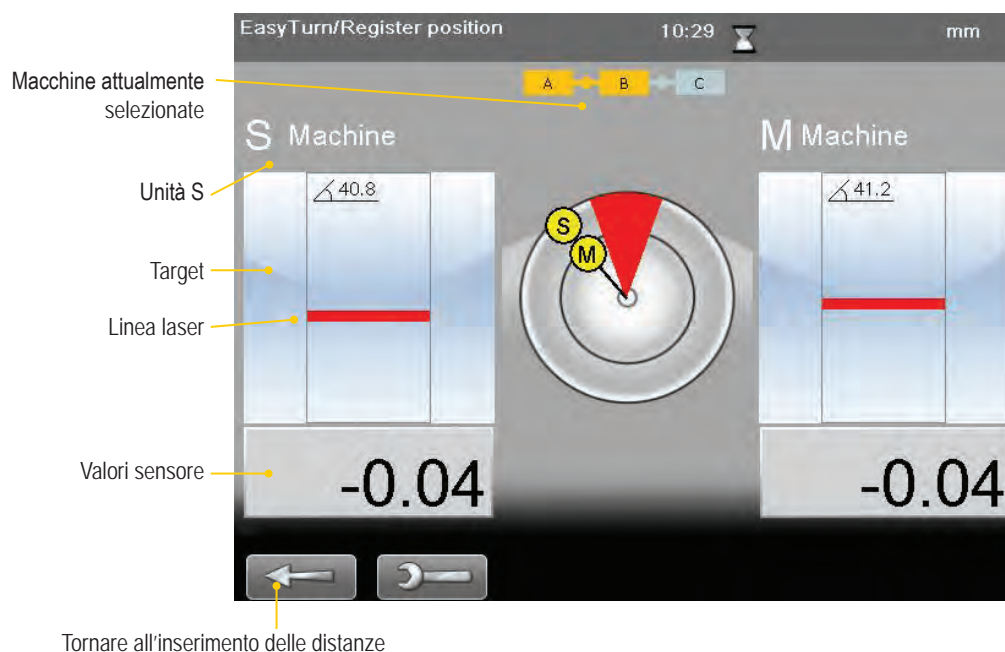 EasyTurn/Register position 10:29 mm
Macchine attualmente
selezionate
A B C
S Machine
M Machine
Unità S
40.8
41.2
S
M
Target
Linea laser
Valori sensore
-0.04
-0.04
Tornare all'inserimento delle distanze